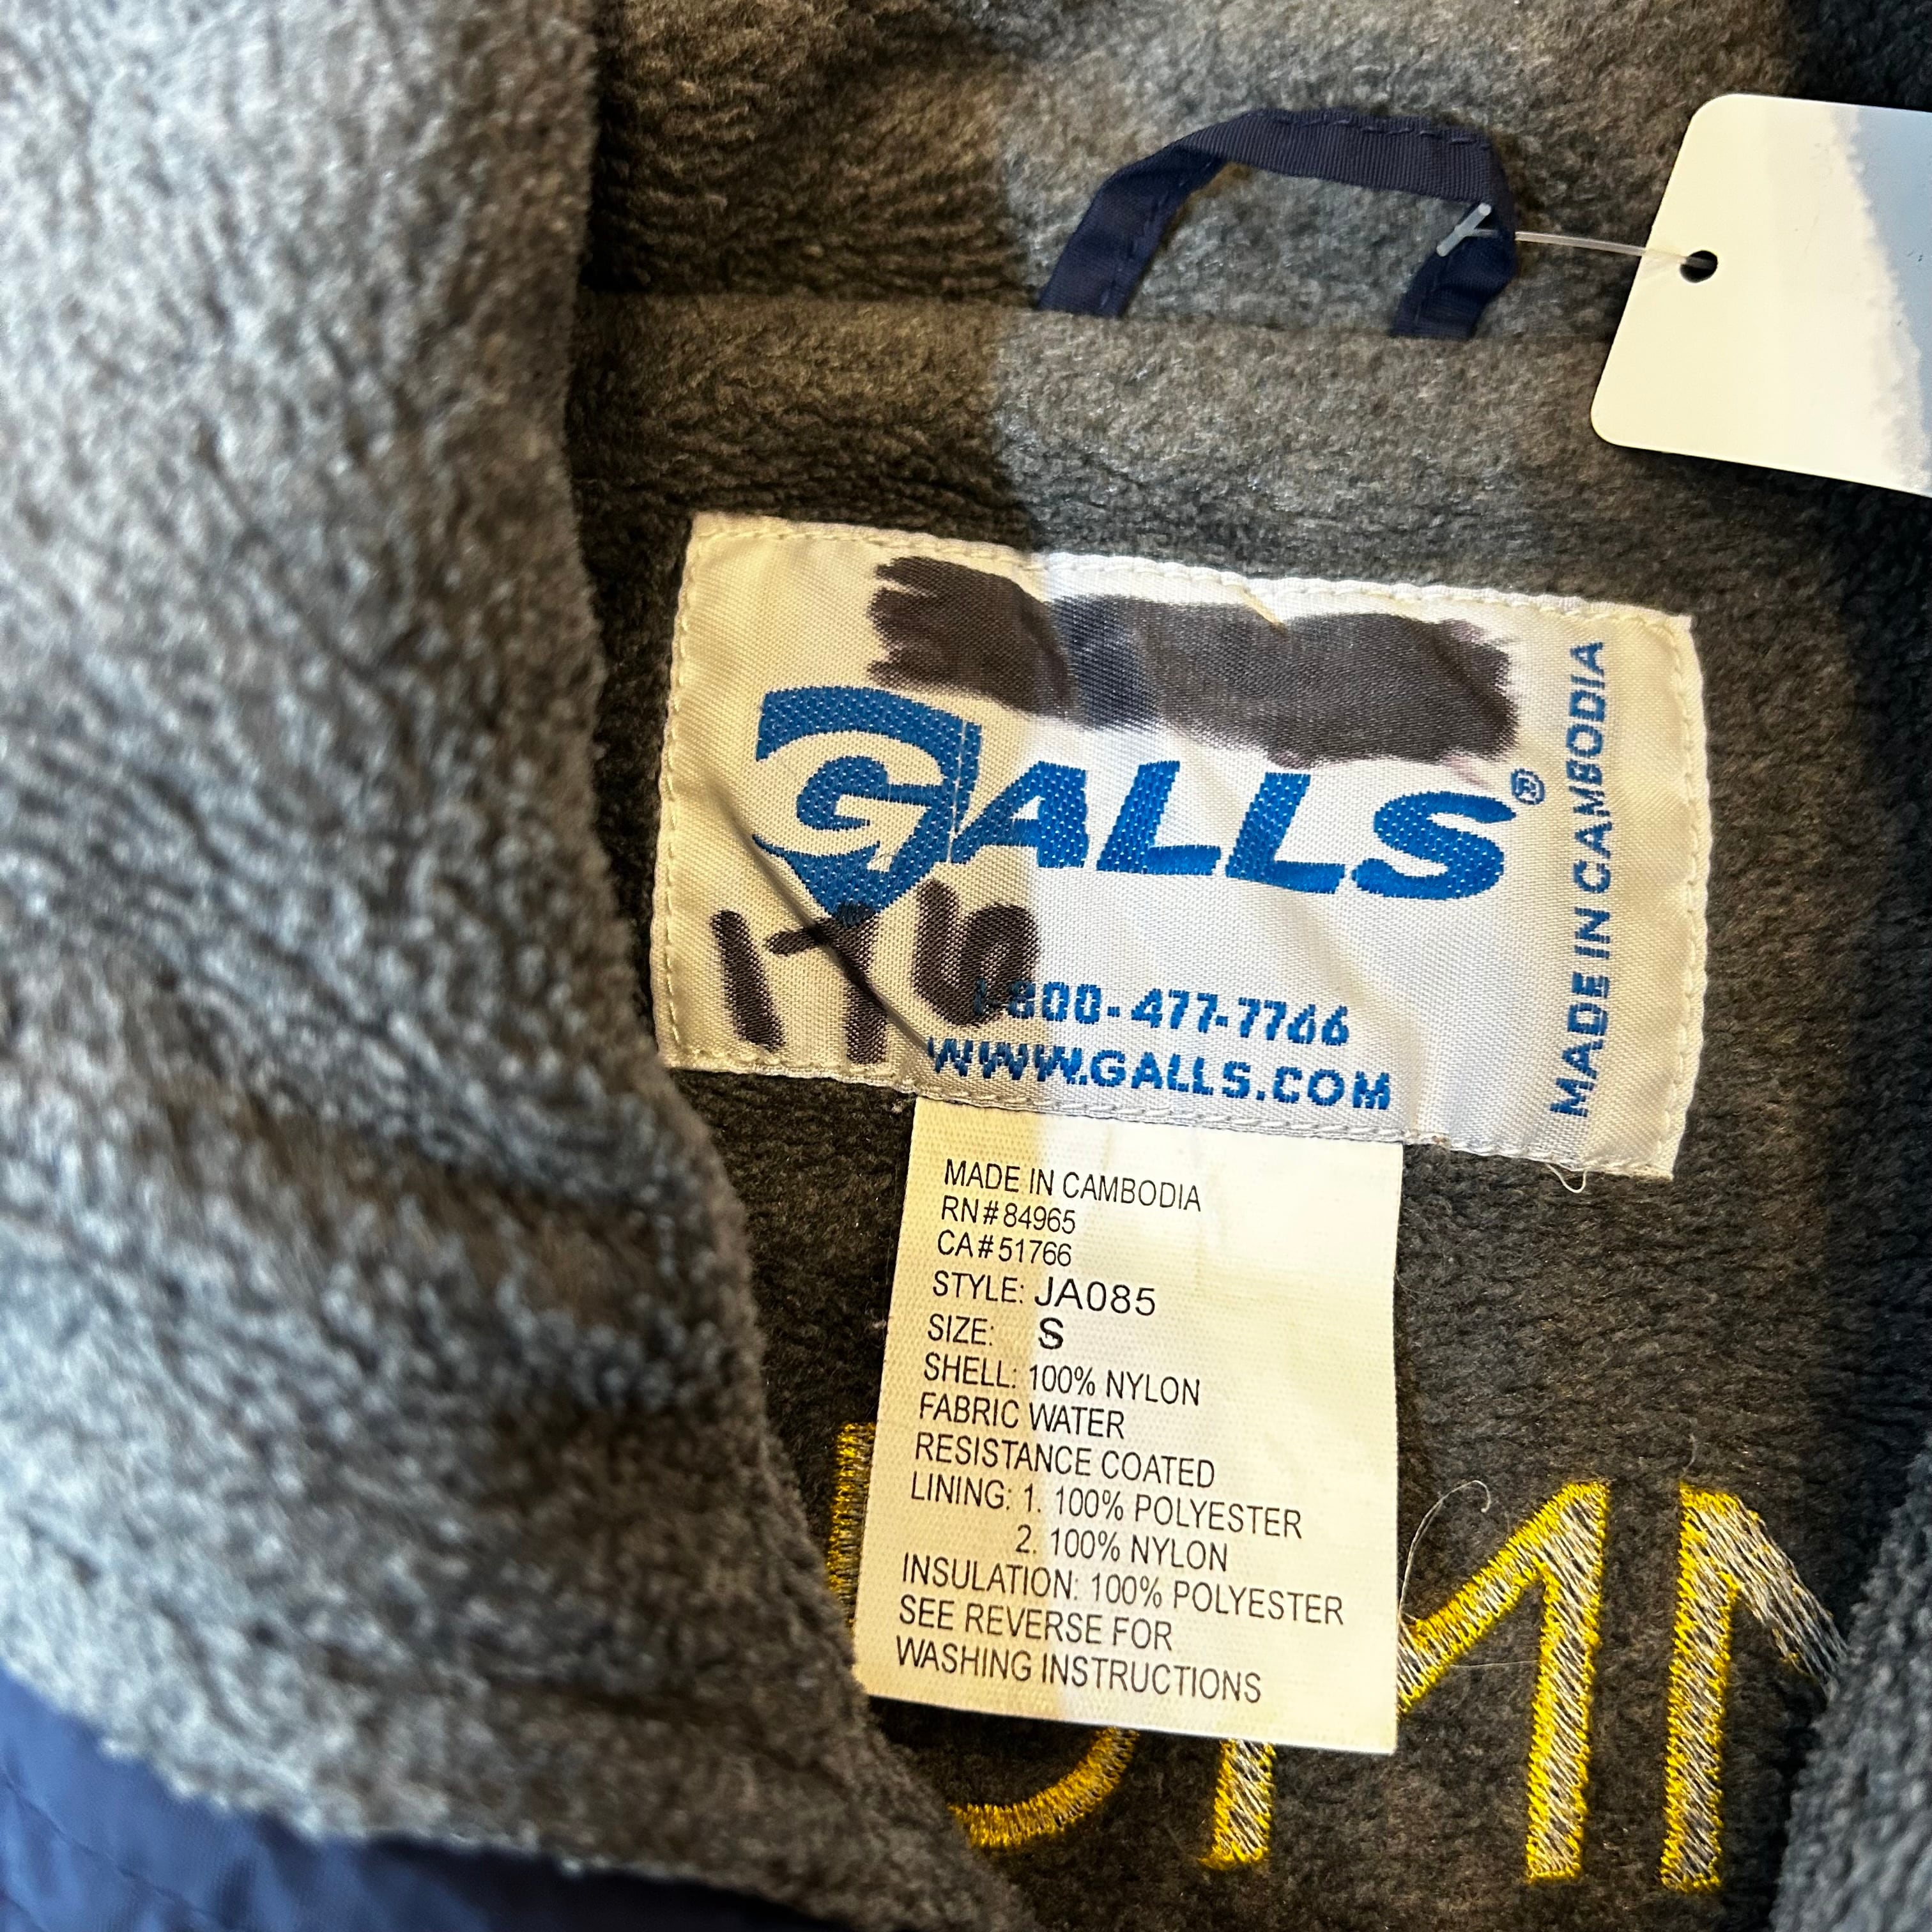 GALLS®
176
1-800-477-7766
WWW.GALLS.COM
MADE IN CAMBODIA
MADE IN CAMBODIA
RN#84965
CA#51766
STYLE: JA085
SIZE: S
SHELL: 100% NYLON
FABRIC WATER
RESISTANCE COATED
LINING: 1. 100% POLYESTER
2. 100% NYLON
INSULATION: 100% POLYESTER
SEE REVERSE FOR
WASHING INSTRUCTIONS